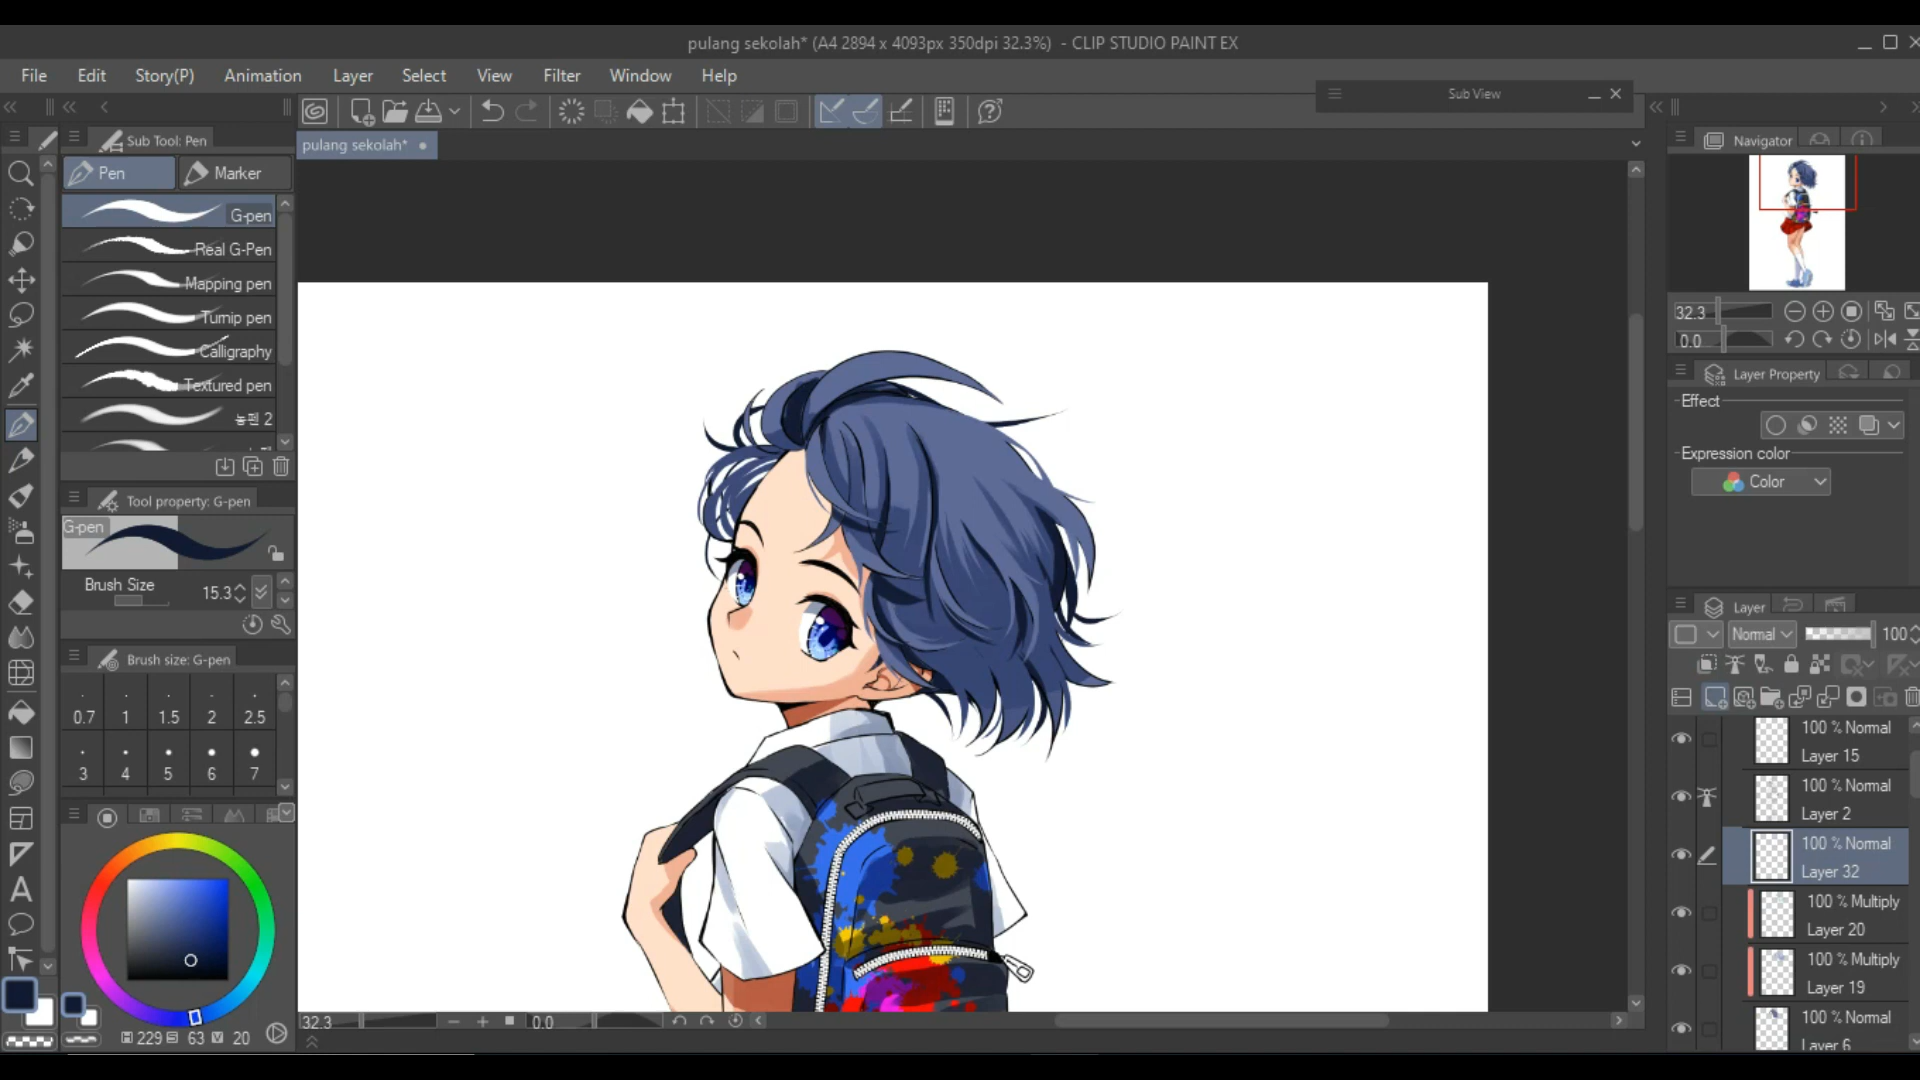 pulang sekolah* (A4 2894 x 4093px 350dpi 32.3%) - CLIP STUDIO PAINT EX
File Edit Story(P) Animation Layer Select View Filter Window Help
Sub View
Sub Tool: Pen
pulang sekolah*
Navigator
Pen Marker
G-pen
Real G-Pen
Mapping pen
Turnip pen
Calligraphy
Textured pen
농펜 2
32.3
0.0
Layer Property
Effect
Expression color
Color
Tool property: G-pen
G-pen
Brush Size 15.3
Brush size: G-pen
0.7 1 1.5 2 2.5
3 4 5 6 7
Layer
Normal 100
100 % Normal
Layer 15
100 % Normal
Layer 2
100 % Normal
Layer 32
100 % Multiply
Layer 20
100 % Multiply
Layer 19
100 % Normal
Layer 6
A
32.3 0.0
H 229 S 63 V 20